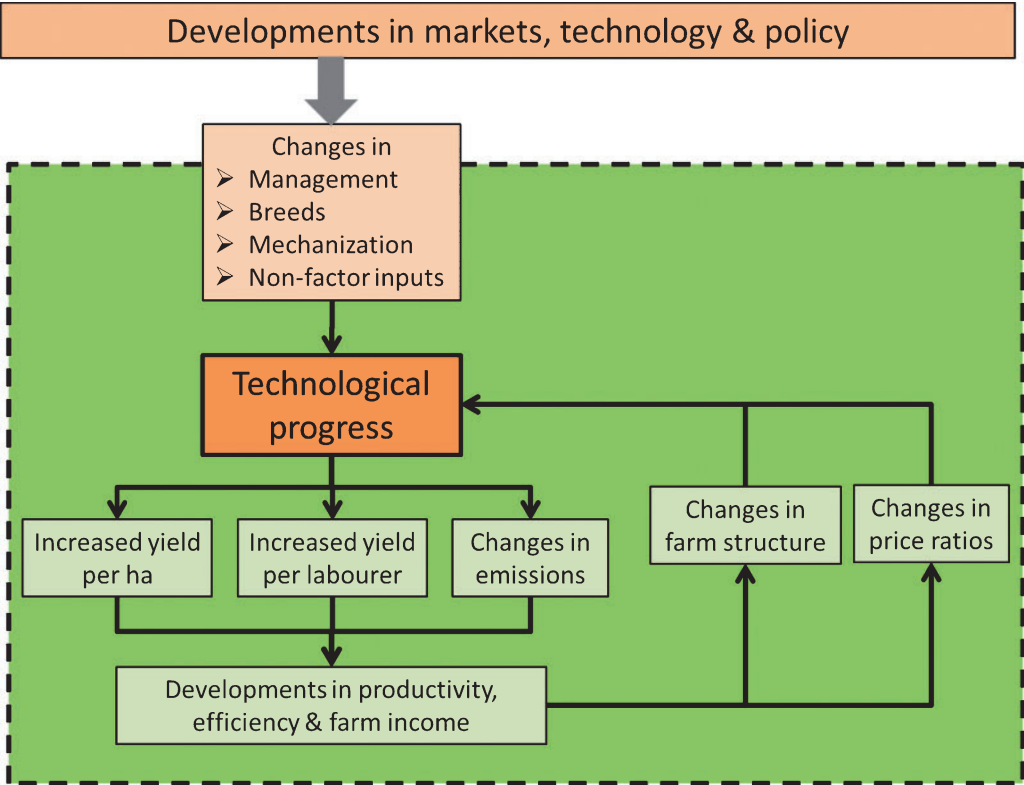 Developments in markets, technology & policy
Changes in
➢ Management
➢ Breeds
➢ Mechanization
➢ Non-factor inputs
Technological
progress
Increased yield
per ha
Increased yield
per labourer
Changes in
emissions
Changes in
farm structure
Changes in
price ratios
Developments in productivity,
efficiency & farm income